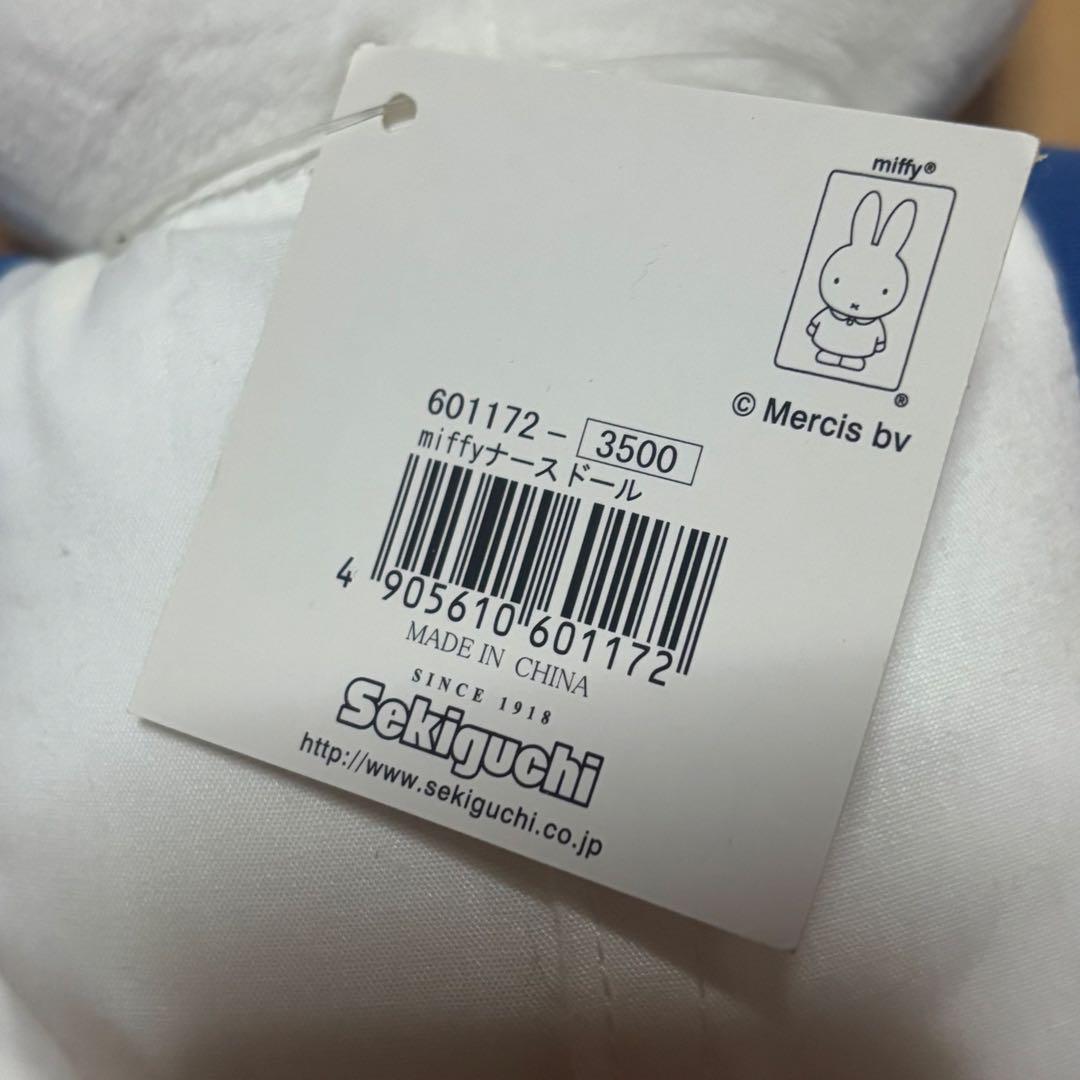 miffy®
®
© Mercis bv
601172- 3500
miffyナースドール
4 905610 601172
MADE IN CHINA
SINCE 1918
Sekiguchi
http://www.sekiguchi.co.jp